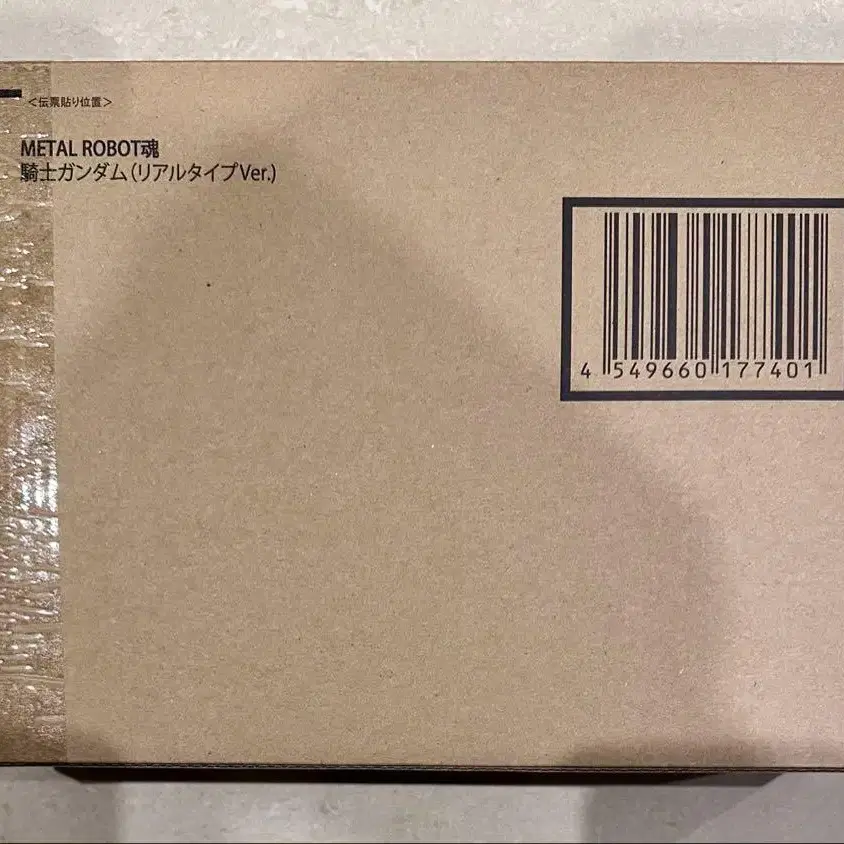 <伝票貼り位置>
METAL ROBOT魂
騎士ガンダム(リアルタイプVer.)
4 549660 177401